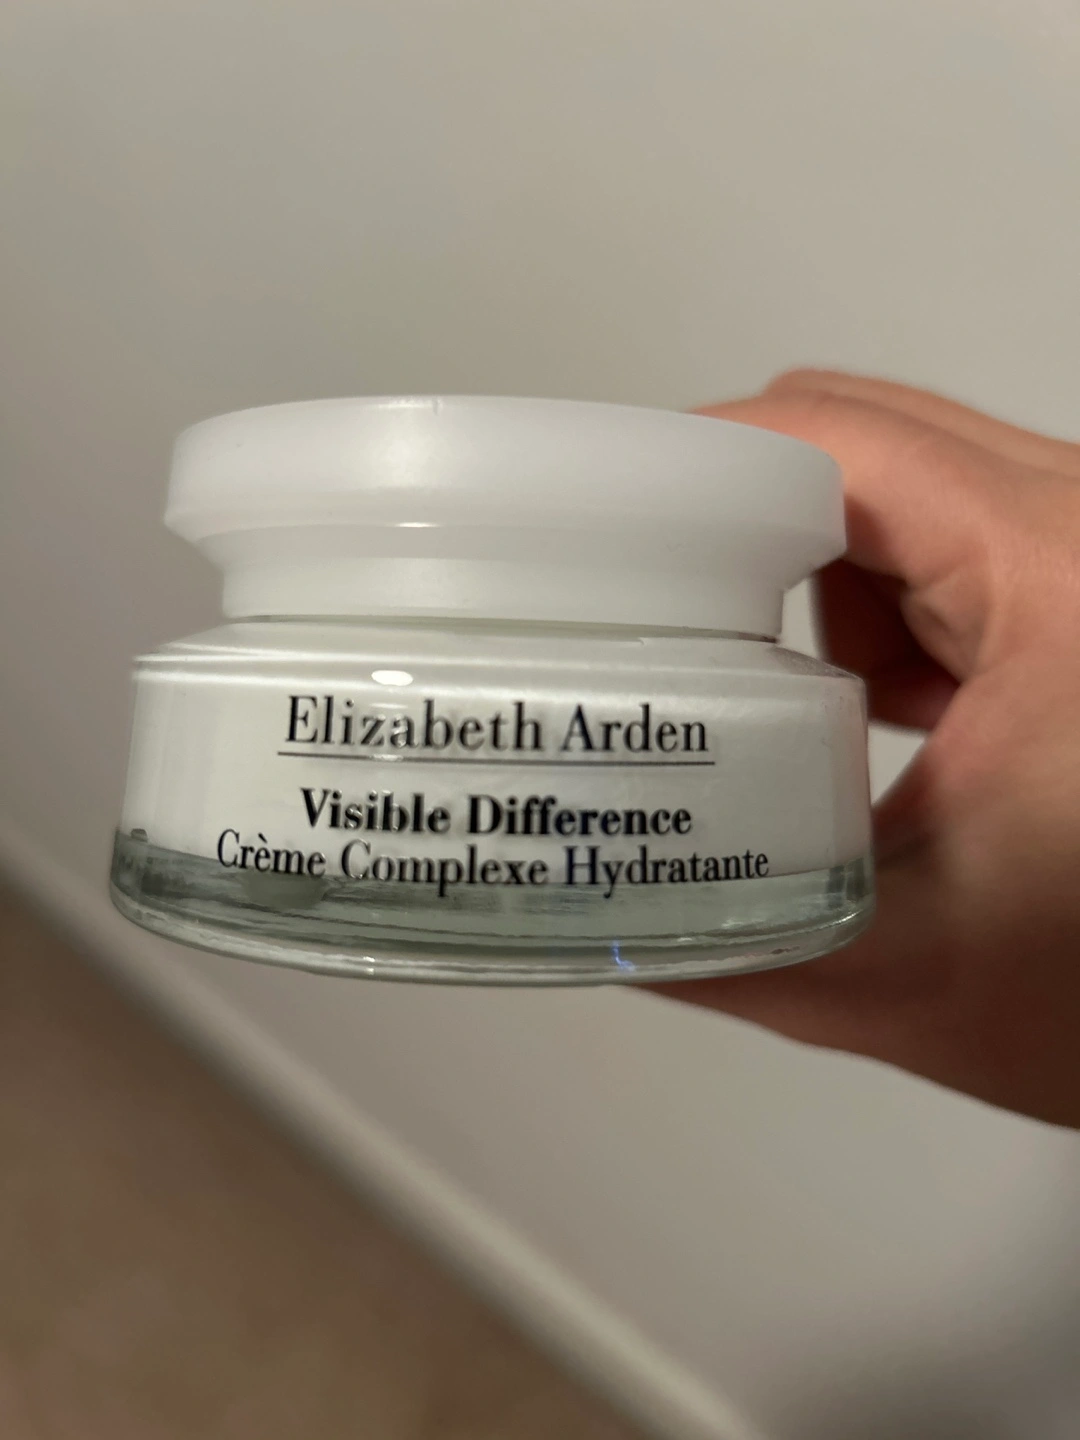 Elizabeth Arden
Visible Difference
Crème Complexe Hydratante